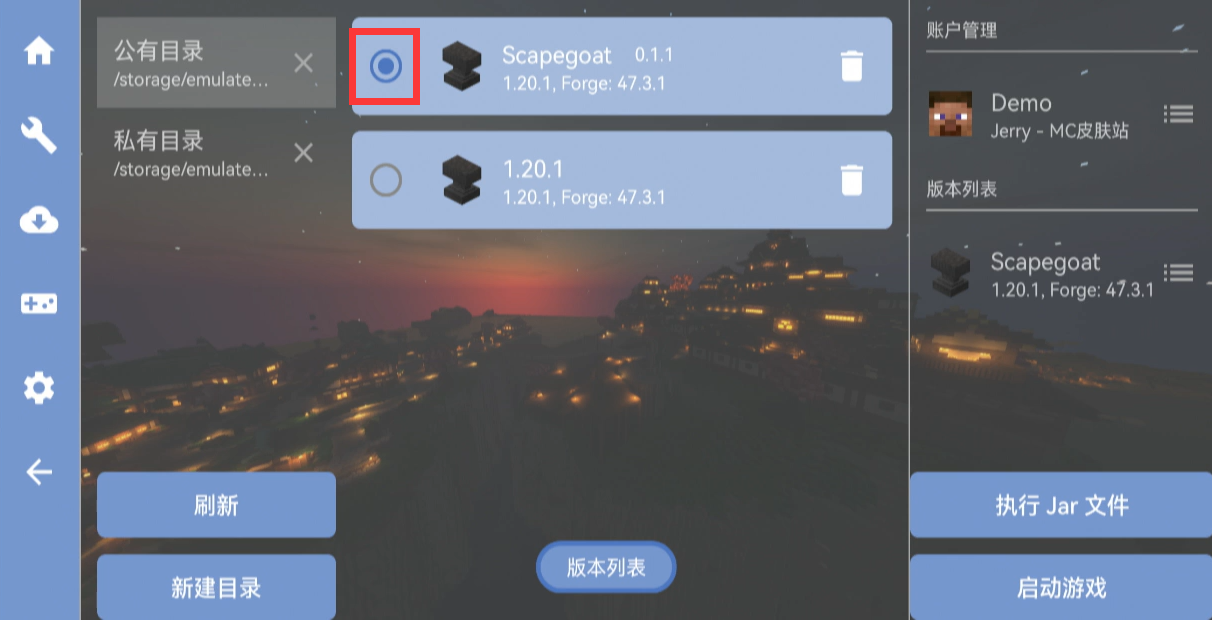 公有目录
/storage/emulate...
私有目录
/storage/emulate...
刷新
新建目录
Scapegoat 0.1.1
1.20.1, Forge: 47.3.1
1.20.1
1.20.1, Forge: 47.3.1
版本列表
账户管理
Demo
Jerry - MC皮肤站
版本列表
Scapegoat
1.20.1, Forge: 47.3.1
执行 Jar 文件
启动游戏